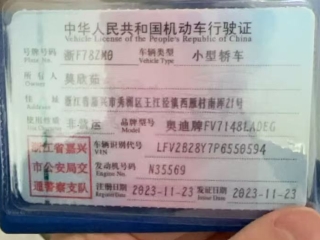 中华人民共和国机动车行驶证
Vehicle License of the People's Republic of China
号牌号码 浙F78ZM0 车辆类型 小型轿车
Plate No. Vehicle Type
所有人 莫欣茹
住址 浙江省嘉兴市秀洲区王江泾镇西雁村南浑21号
使用性质 非营运 品牌型号 奥迪牌FV7148LADEG
Model
浙江省嘉兴 车辆识别代号 LFV2B28Y7P6550594
VIN
市公安局交 发动机号码 N35569
Engine No.
通警察支队 注册日期 2023-11-23 发证日期 2023-11-23
Register Date Issue Date